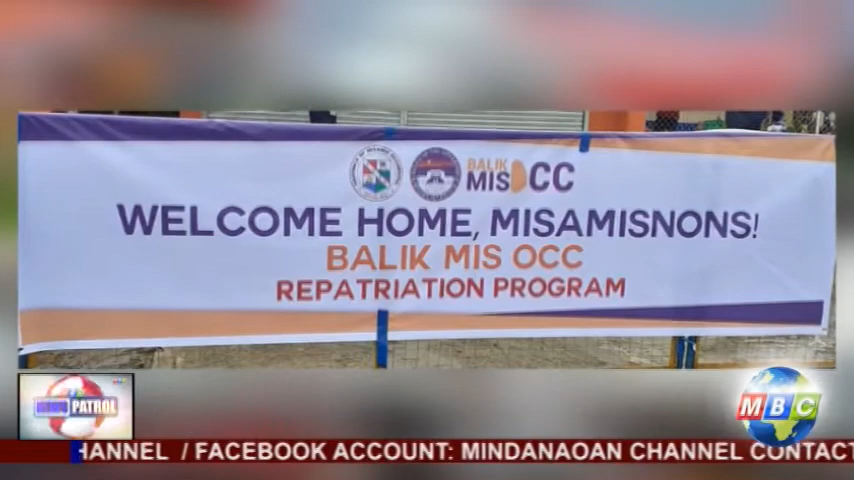 BALIK
MIS OCC
WELCOME HOME, MISAMISNONS!
BALIK MIS OCC
REPATRIATION PROGRAM
PATROL
MBC
HANNEL / FACEBOOK ACCOUNT: MINDANAOAN CHANNEL CONTACT